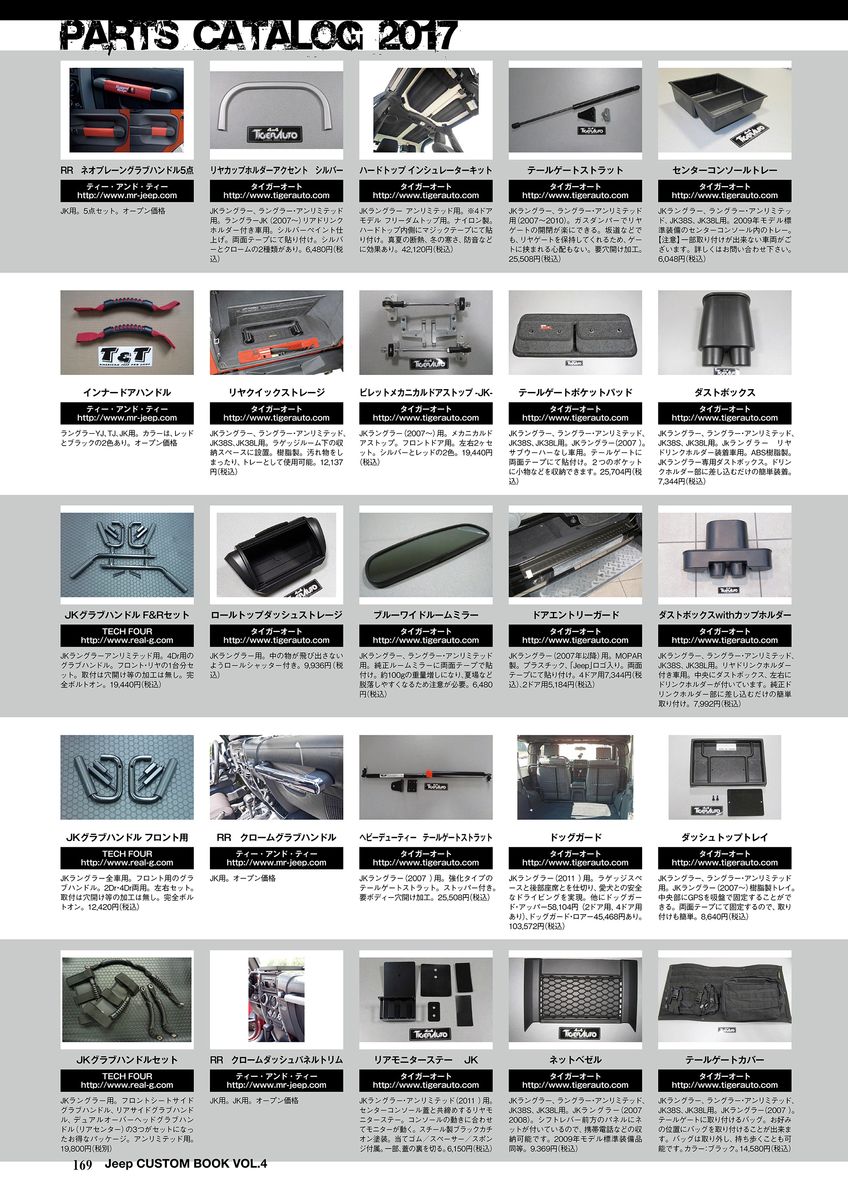 PARTS CATALOG 2017
RR ネオプレーングラブハンドル5点
ティー・アンド・ティー
http://www.mr-jeep.com
JK用。5点セット。オープン価格
リヤカップホルダーアクセント シルバー
タイガーオート
http://www.tigerauto.com
JKラングラー、ラングラー・アンリミテッド
用。ラングラーJK（2007～）リアドリンク
ホルダー付き車用。シルバーペイント仕
上げ。両面テープにて貼り付け。シルバ
ーとクロームの2種類があり。6,480円（税
込）
ハードトップ インシュレーターキット
タイガーオート
http://www.tigerauto.com
JKラングラー アンリミテッド用。※4ドア
モデル フリーダムトップ用。ナイロン製。
ハードトップ内側にマジックテープにて貼
り付け。真夏の断熱、冬の寒さ、防音など
に効果あり。42,120円（税込）
テールゲートストラット
タイガーオート
http://www.tigerauto.com
JKラングラー、ラングラー・アンリミテッド
用（2007～2010）。ガスダンパーでリヤ
ゲートの開閉が楽にできる。坂道などで
も、リヤゲートを保持してくれるため、ゲー
トに挟まれる心配もない。要穴開け加工。
25,508円（税込）
センターコンソールトレー
タイガーオート
http://www.tigerauto.com
JKラングラー、ラングラー・アンリミテッ
ド、JK38S、JK38L用。2009年モデル標
準装備のセンターコンソール内のトレー。
【注意】一部取り付けが出来ない車両がご
ざいます。詳しくはお問い合わせ下さい。
6,048円（税込）
T&T
インナードアハンドル
ティー・アンド・ティー
http://www.mr-jeep.com
ラングラーYJ、TJ、JK用。カラーは、レッド
とブラックの2色あり。オープン価格
リヤクイックストレージ
タイガーオート
http://www.tigerauto.com
JKラングラー、ラングラー・アンリミテッド、
JK38S、JK38L用。ラゲッジルーム下の収
納スペースに設置。樹脂製。汚れ物をし
まったり、トレーとして使用可能。12,137
円（税込）
ビレットメカニカルドアストップ -JK-
タイガーオート
http://www.tigerauto.com
JKラングラー（2007～）用。メカニカルド
アストップ。フロントドア用。左右2ヶセ
ット。シルバーとレッドの2色。19,440円
（税込）
テールゲートポケットパッド
タイガーオート
http://www.tigerauto.com
JKラングラー、ラングラー・アンリミテッド、
JK38S、JK38L用。JKラングラー（2007 ）。
サブウーハーなし車用。テールゲートに
両面テープにて貼付け。2つのポケット
に小物などを収納できます。25,704円（税
込）
ダストボックス
タイガーオート
http://www.tigerauto.com
JKラングラー、ラングラー・アンリミテッド、
JK38S、JK38L用。Jkラングラー リヤ
ドリンクホルダー装着車用。ABS樹脂製。
JKラングラー専用ダストボックス。ドリン
クホルダー部に差し込むだけの簡単装着。
7,344円（税込）
JKグラブハンドル F&Rセット
TECH FOUR
http://www.real-g.com
JKラングラーアンリミテッド用。4Dr用の
グラブハンドル。フロント・リヤの1台分セ
ット。取付は穴開け等の加工は無し。完
全ボルトオン。19,440円（税込）
ロールトップダッシュストレージ
タイガーオート
http://www.tigerauto.com
JKラングラー用。中の物が飛び出さない
ようロールシャッター付き。9,936円（税
込）
ブルーワイドルームミラー
タイガーオート
http://www.tigerauto.com
JKラングラー、ラングラー・アンリミテッド
用。純正ルームミラーに両面テープで貼
付け。約100gの重量増しになり、夏場など
脱落しやすくなるため注意が必要。6,480
円（税込）
ドアエントリーガード
タイガーオート
http://www.tigerauto.com
JKラングラー（2007年以降）用。MOPAR
製。プラスチック、「Jeep」ロゴ入り。両面
テープにて貼り付け。4ドア用7,344円（税
込）、2ドア用5,184円（税込）
ダストボックスwithカップホルダー
タイガーオート
http://www.tigerauto.com
JKラングラー、ラングラー・アンリミテッド、
JK38S、JK38L用。リヤドリンクホルダー
付き車用。中央にダストボックス、左右に
ドリンクホルダーが付いています。純正ド
リンクホルダー部に差し込むだけの簡単
取り付け。7,992円（税込）
JKグラブハンドル フロント用
TECH FOUR
http://www.real-g.com
JKラングラー全車用。フロント用のグラ
ブハンドル。2Dr・4Dr両用。左右セット。
取付は穴開け等の加工は無し。完全ボル
トオン。12,420円（税込）
RR クロームグラブハンドル
ティー・アンド・ティー
http://www.mr-jeep.com
JK用。オープン価格
ヘビーデューティー テールゲートストラット
タイガーオート
http://www.tigerauto.com
JKラングラー（2007 ）用。強化タイプの
テールゲートストラット。ストッパー付き。
要ボディー穴開け加工。25,508円（税込）
ドッグガード
タイガーオート
http://www.tigerauto.com
JKラングラー（2011 ）用。ラゲッジスペ
ースと後部座席とを仕切り、愛犬との安全
なドライビングを実現。他にドッグガー
ド・アッパー58,104円（2ドア用、4ドア用
あり）、ドッグガード・ロアー45,468円あり。
103,572円（税込）
ダッシュトップトレイ
タイガーオート
http://www.tigerauto.com
JKラングラー、ラングラー・アンリミテッド
用。JKラングラー（2007～）樹脂製トレイ。
中央部にGPSを吸盤で固定することがで
きる。両面テープにて固定するので、取り
付けも簡単。8,640円（税込）
JKグラブハンドルセット
TECH FOUR
http://www.real-g.com
JKラングラー用。フロントシートサイド
グラブハンドル、リアサイドグラブハン
ドル、デュアルオーバーヘッドグラブハン
ドル（リアセンター）の3つがセットになっ
たお得なパッケージ。アンリミテッド用。
19,800円（税別）
RR クロームダッシュパネルトリム
ティー・アンド・ティー
http://www.mr-jeep.com
JK用。JK用。オープン価格
リアモニターステー JK
タイガーオート
http://www.tigerauto.com
JKラングラー・アンリミテッド（2011 ）用。
センターコンソール蓋と共締めするリヤモ
ニターステー。コンソールの動きに合わせ
てモニターが動く。スチール製ブラックカチ
オン塗装。当てゴム／スペーサー／スポン
ジ付属。一部、蓋の裏を切る。6,150円（税込）
ネットベゼル
タイガーオート
http://www.tigerauto.com
JKラングラー、ラングラー・アンリミテッド、
JK38S、JK38L用。JKラングラー（2007
2008）。シフトレバー前方のパネルにネ
ットが付いているので、携帯電話などの収
納可能です。2009年モデル標準装備品
同等。9,369円（税込）
テールゲートカバー
タイガーオート
http://www.tigerauto.com
JKラングラー、ラングラー・アンリミテッド、
JK38S、JK38L用。JKラングラー（2007 ）。
テールゲートに取り付けるバッグ。お好み
の位置にバッグを取り付けることが出来ま
す。バッグは取り外し、持ち歩くことも可
能です。カラー：ブラック。14,580円（税込）
169 Jeep CUSTOM BOOK VOL.4